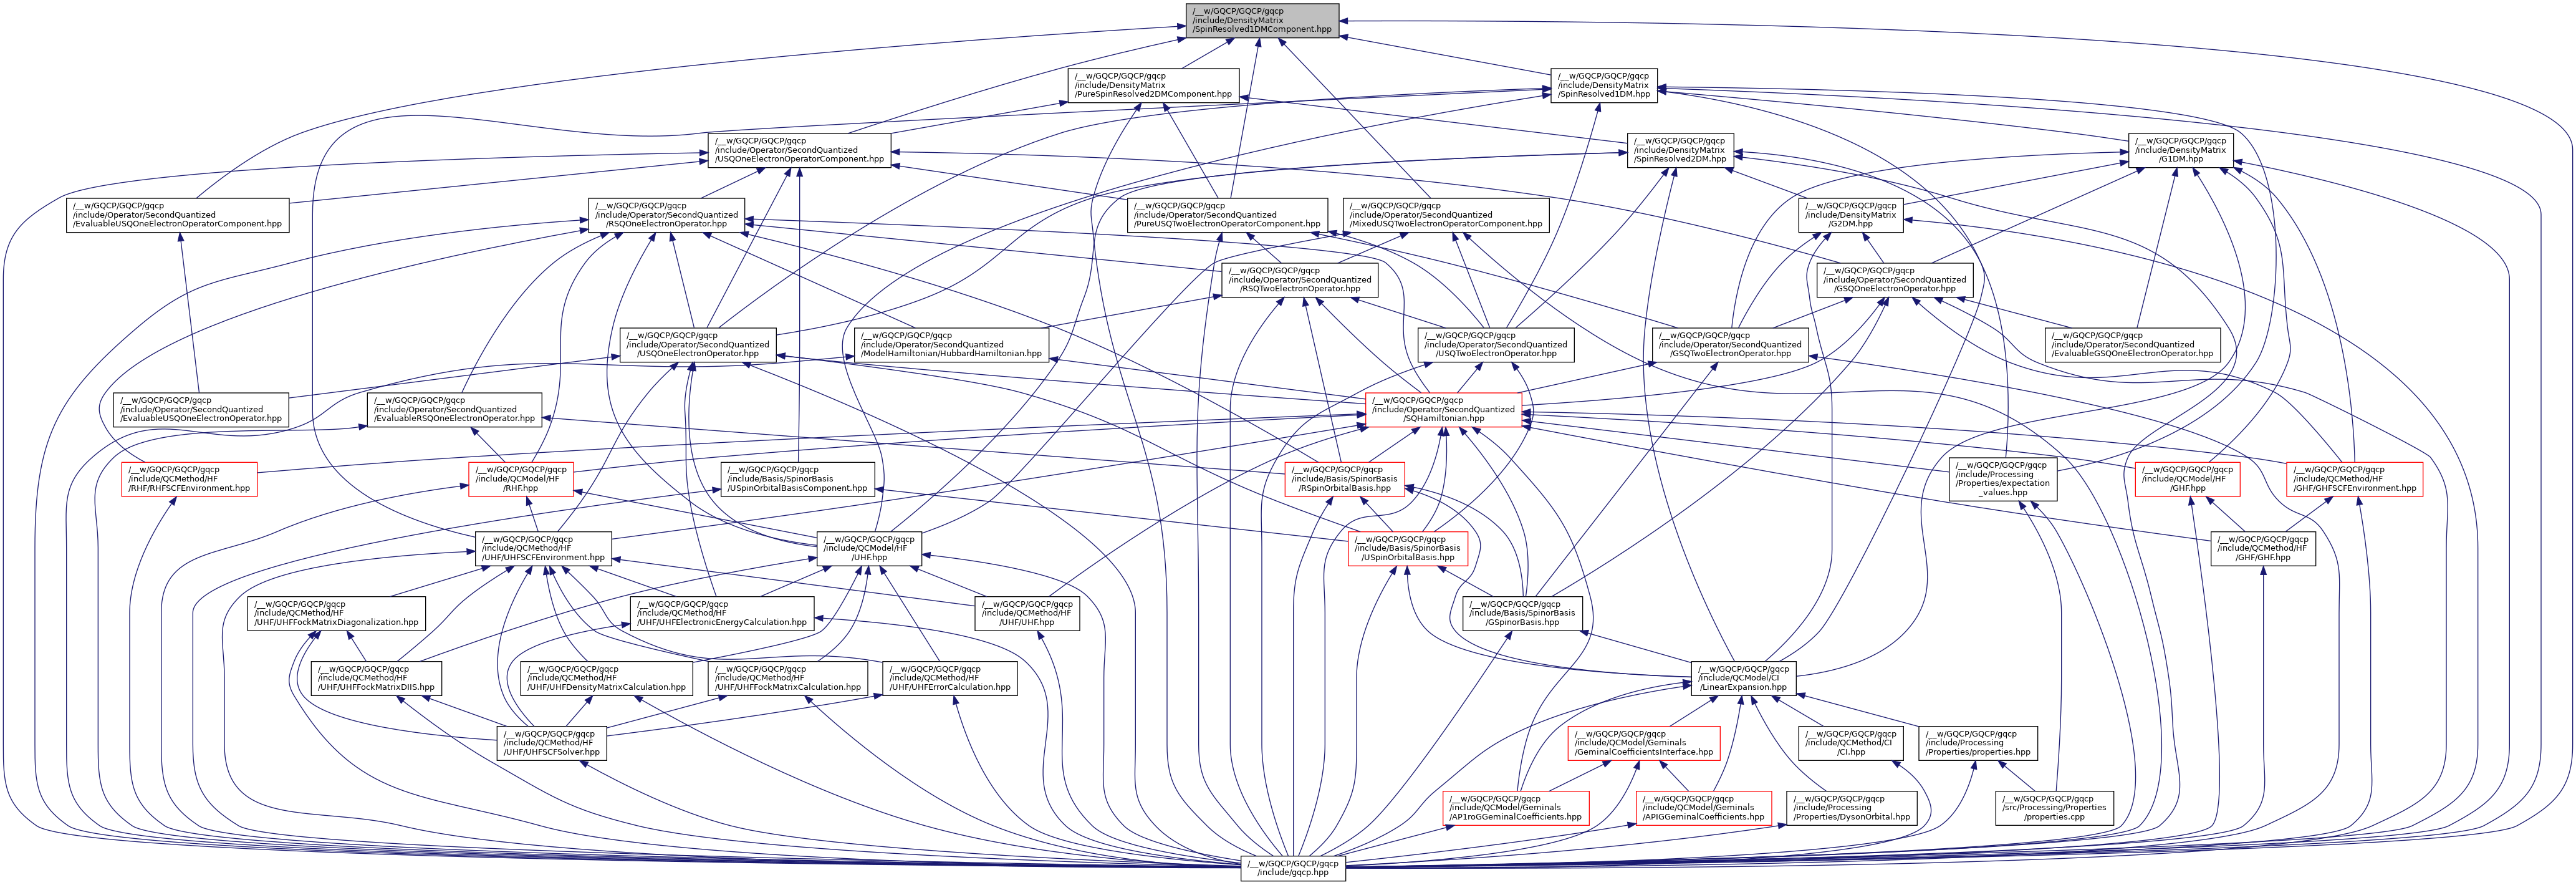 /__w/GQCP/GQCP/gqcp
/include/DensityMatrix
/SpinResolved1DMComponent.hpp
/__w/GQCP/GQCP/gqcp
/include/DensityMatrix
/PureSpinResolved2DMComponent.hpp
/__w/GQCP/GQCP/gqcp
/include/DensityMatrix
/SpinResolved1DM.hpp
/__w/GQCP/GQCP/gqcp
/include/Operator/SecondQuantized
/USQOneElectronOperatorComponent.hpp
/__w/GQCP/GQCP/gqcp
/include/DensityMatrix
/SpinResolved2DM.hpp
/__w/GQCP/GQCP/gqcp
/include/DensityMatrix
/G1DM.hpp
/__w/GQCP/GQCP/gqcp
/include/Operator/SecondQuantized
/EvaluableUSQOneElectronOperatorComponent.hpp
/__w/GQCP/GQCP/gqcp
/include/Operator/SecondQuantized
/RSQOneElectronOperator.hpp
/__w/GQCP/GQCP/gqcp
/include/Operator/SecondQuantized
/PureUSQTwoElectronOperatorComponent.hpp
/__w/GQCP/GQCP/gqcp
/include/Operator/SecondQuantized
/MixedUSQTwoElectronOperatorComponent.hpp
/__w/GQCP/GQCP/gqcp
/include/DensityMatrix
/G2DM.hpp
/__w/GQCP/GQCP/gqcp
/include/Operator/SecondQuantized
/RSQTwoElectronOperator.hpp
/__w/GQCP/GQCP/gqcp
/include/Operator/SecondQuantized
/GSQOneElectronOperator.hpp
/__w/GQCP/GQCP/gqcp
/include/Operator/SecondQuantized
/USQOneElectronOperator.hpp
/__w/GQCP/GQCP/gqcp
/include/Operator/SecondQuantized
/ModelHamiltonian/HubbardHamiltonian.hpp
/__w/GQCP/GQCP/gqcp
/include/Operator/SecondQuantized
/USQTwoElectronOperator.hpp
/__w/GQCP/GQCP/gqcp
/include/Operator/SecondQuantized
/GSQTwoElectronOperator.hpp
/__w/GQCP/GQCP/gqcp
/include/Operator/SecondQuantized
/EvaluableGSQOneElectronOperator.hpp
/__w/GQCP/GQCP/gqcp
/include/Operator/SecondQuantized
/EvaluableUSQOneElectronOperator.hpp
/__w/GQCP/GQCP/gqcp
/include/Operator/SecondQuantized
/EvaluableRSQOneElectronOperator.hpp
/__w/GQCP/GQCP/gqcp
/include/Operator/SecondQuantized
/SQHamiltonian.hpp
/__w/GQCP/GQCP/gqcp
/include/QCMethod/HF
/RHF/RHFSCFEnvironment.hpp
/__w/GQCP/GQCP/gqcp
/include/QCModel/HF
/RHF.hpp
/__w/GQCP/GQCP/gqcp
/include/Basis/SpinorBasis
/USpinOrbitalBasisComponent.hpp
/__w/GQCP/GQCP/gqcp
/include/Basis/SpinorBasis
/RSpinOrbitalBasis.hpp
/__w/GQCP/GQCP/gqcp
/include/Processing
/Properties/expectation
_values.hpp
/__w/GQCP/GQCP/gqcp
/include/QCModel/HF
/GHF.hpp
/__w/GQCP/GQCP/gqcp
/include/QCMethod/HF
/GHF/GHFSCFEnvironment.hpp
/__w/GQCP/GQCP/gqcp
/include/QCMethod/HF
/UHF/UHFSCFEnvironment.hpp
/__w/GQCP/GQCP/gqcp
/include/QCModel/HF
/UHF.hpp
/__w/GQCP/GQCP/gqcp
/include/Basis/SpinorBasis
/USpinOrbitalBasis.hpp
/__w/GQCP/GQCP/gqcp
/include/QCMethod/HF
/GHF/GHF.hpp
/__w/GQCP/GQCP/gqcp
/include/QCMethod/HF
/UHF/UHFFockMatrixDiagonalization.hpp
/__w/GQCP/GQCP/gqcp
/include/QCMethod/HF
/UHF/UHFElectronicEnergyCalculation.hpp
/__w/GQCP/GQCP/gqcp
/include/QCMethod/HF
/UHF/UHF.hpp
/__w/GQCP/GQCP/gqcp
/include/Basis/SpinorBasis
/GSpinorBasis.hpp
/__w/GQCP/GQCP/gqcp
/include/QCMethod/HF
/UHF/UHFFockMatrixDIIS.hpp
/__w/GQCP/GQCP/gqcp
/include/QCMethod/HF
/UHF/UHFDensityMatrixCalculation.hpp
/__w/GQCP/GQCP/gqcp
/include/QCMethod/HF
/UHF/UHFFockMatrixCalculation.hpp
/__w/GQCP/GQCP/gqcp
/include/QCMethod/HF
/UHF/UHFErrorCalculation.hpp
/__w/GQCP/GQCP/gqcp
/include/QCModel/CI
/LinearExpansion.hpp
/__w/GQCP/GQCP/gqcp
/include/QCMethod/HF
/UHF/UHFSCFSolver.hpp
/__w/GQCP/GQCP/gqcp
/include/QCModel/Geminals
/GeminalCoefficientsInterface.hpp
/__w/GQCP/GQCP/gqcp
/include/QCMethod/CI
/CI.hpp
/__w/GQCP/GQCP/gqcp
/include/Processing
/Properties/properties.hpp
/__w/GQCP/GQCP/gqcp
/include/QCModel/Geminals
/AP1roGGeminalCoefficients.hpp
/__w/GQCP/GQCP/gqcp
/include/QCModel/Geminals
/APIGGeminalCoefficients.hpp
/__w/GQCP/GQCP/gqcp
/include/Processing
/Properties/DysonOrbital.hpp
/__w/GQCP/GQCP/gqcp
/src/Processing/Properties
/properties.cpp
/__w/GQCP/GQCP/gqcp
/include/gqcp.hpp